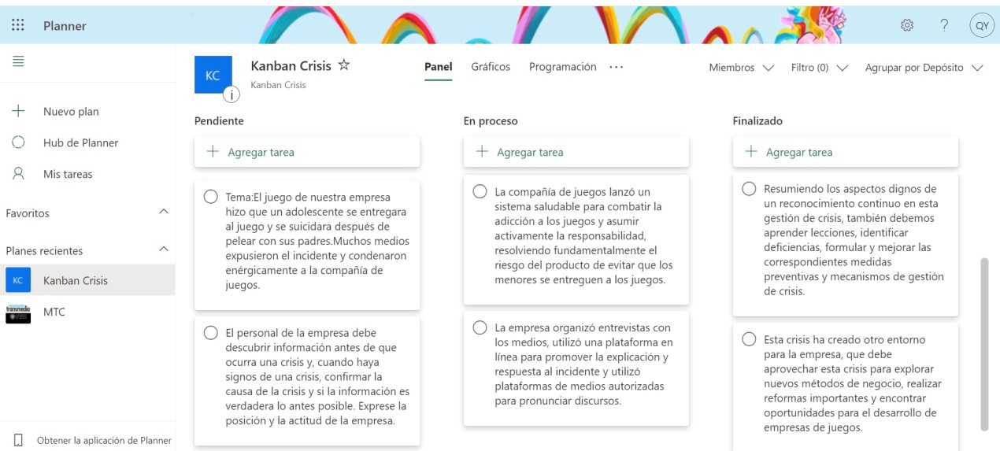 Planner
?
QY
Nuevo plan
Hub de Planner
Mis tareas
Favoritos
Planes recientes
KC
Kanban Crisis
transmedia
MTC
Obtener la aplicación de Planner
KC
i
Kanban Crisis
Kanban Crisis
Panel
Gráficos
Programación
...
Miembros
Filtro (0)
Agrupar por Depósito
Pendiente
+ Agregar tarea
Tema:El juego de nuestra empresa
hizo que un adolescente se entregara
al juego y se suicidara después de
pelear con sus padres.Muchos medios
expusieron el incidente y condenaron
enérgicamente a la compañía de
juegos.
El personal de la empresa debe
descubrir información antes de que
ocurra una crisis y, cuando haya
signos de una crisis, confirmar la
causa de la crisis y si la información es
verdadera lo antes posible. Exprese la
posición y la actitud de la empresa.
En proceso
+ Agregar tarea
La compañía de juegos lanzó un
sistema saludable para combatir la
adicción a los juegos y asumir
activamente la responsabilidad,
resolviendo fundamentalmente el
riesgo del producto de evitar que los
menores se entreguen a los juegos.
La empresa organizó entrevistas con
los medios, utilizó una plataforma en
línea para promover la explicación y
respuesta al incidente y utilizó
plataformas de medios autorizadas
para pronunciar discursos.
Finalizado
+ Agregar tarea
Resumiendo los aspectos dignos de
un reconocimiento continuo en esta
gestión de crisis, también debemos
aprender lecciones, identificar
deficiencias, formular y mejorar las
correspondientes medidas
preventivas y mecanismos de gestión
de crisis.
Esta crisis ha creado otro entorno
para la empresa, que debe
aprovechar esta crisis para explorar
nuevos métodos de negocio, realizar
reformas importantes y encontrar
oportunidades para el desarrollo de
empresas de juegos.